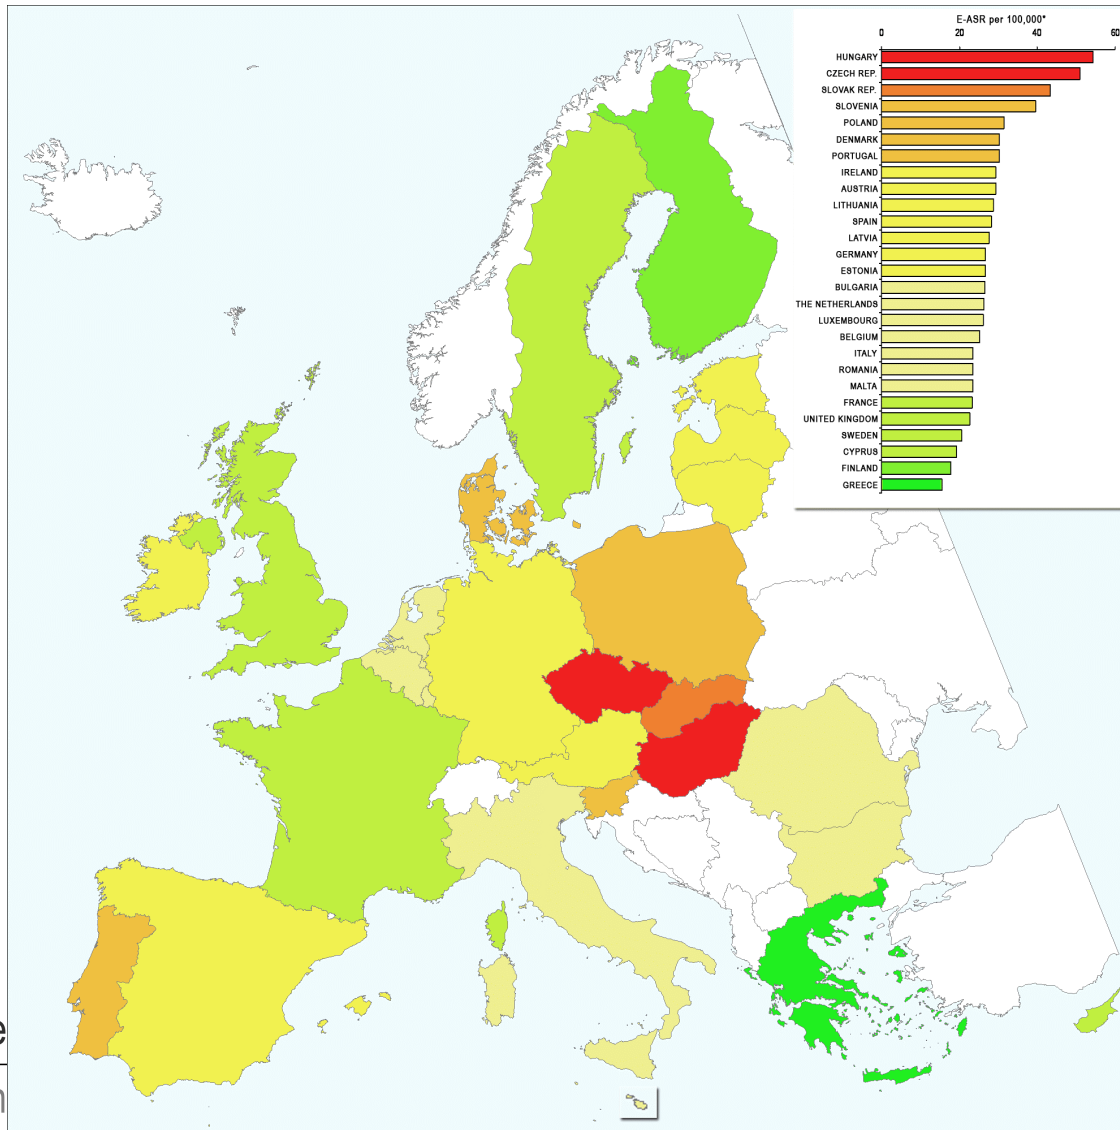 E-ASR per 100,000*
0 20 40 60
HUNGARY
CZECH REP.
SLOVAK REP.
SLOVENIA
POLAND
DENMARK
PORTUGAL
IRELAND
AUSTRIA
LITHUANIA
SPAIN
LATVIA
GERMANY
ESTONIA
BULGARIA
THE NETHERLANDS
LUXEMBOURG
BELGIUM
ITALY
ROMANIA
MALTA
FRANCE
UNITED KINGDOM
SWEDEN
CYPRUS
FINLAND
GREECE